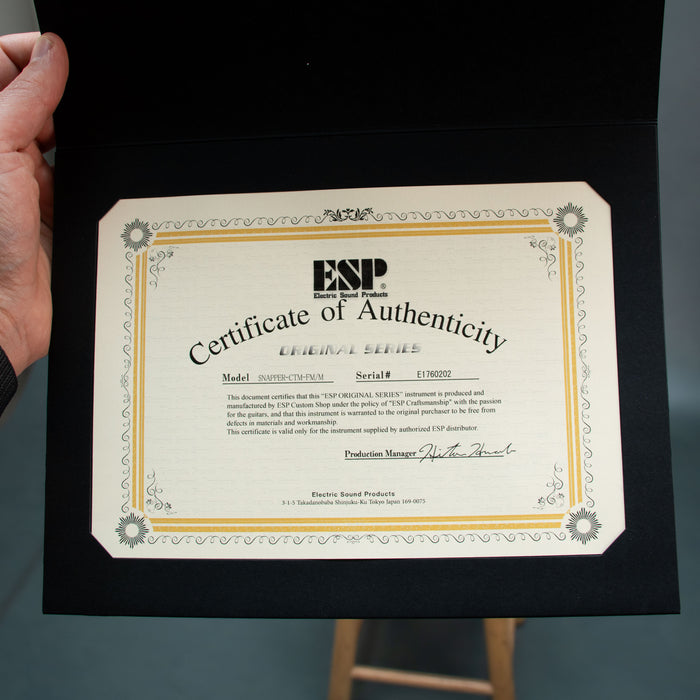 ESP®
Electric Sound Products
Certificate of Authenticity
ORIGINAL SERIES
Model SNAPPER-CTM-FM/M Serial# E1760202
This document certifies that this "ESP ORIGINAL SERIES" instrument is produced and
manufactured by ESP Custom Shop under the policy of "ESP Craftsmanship" with the passion
for the guitars, and that this instrument is warranted to the original purchaser to be free from
defects in materials and workmanship.
This certificate is valid only for the instrument supplied by authorized ESP distributor.
Production Manager
Electric Sound Products
3-1-5 Takadanobaba Shinjuku-Ku Tokyo Japan 169-0075